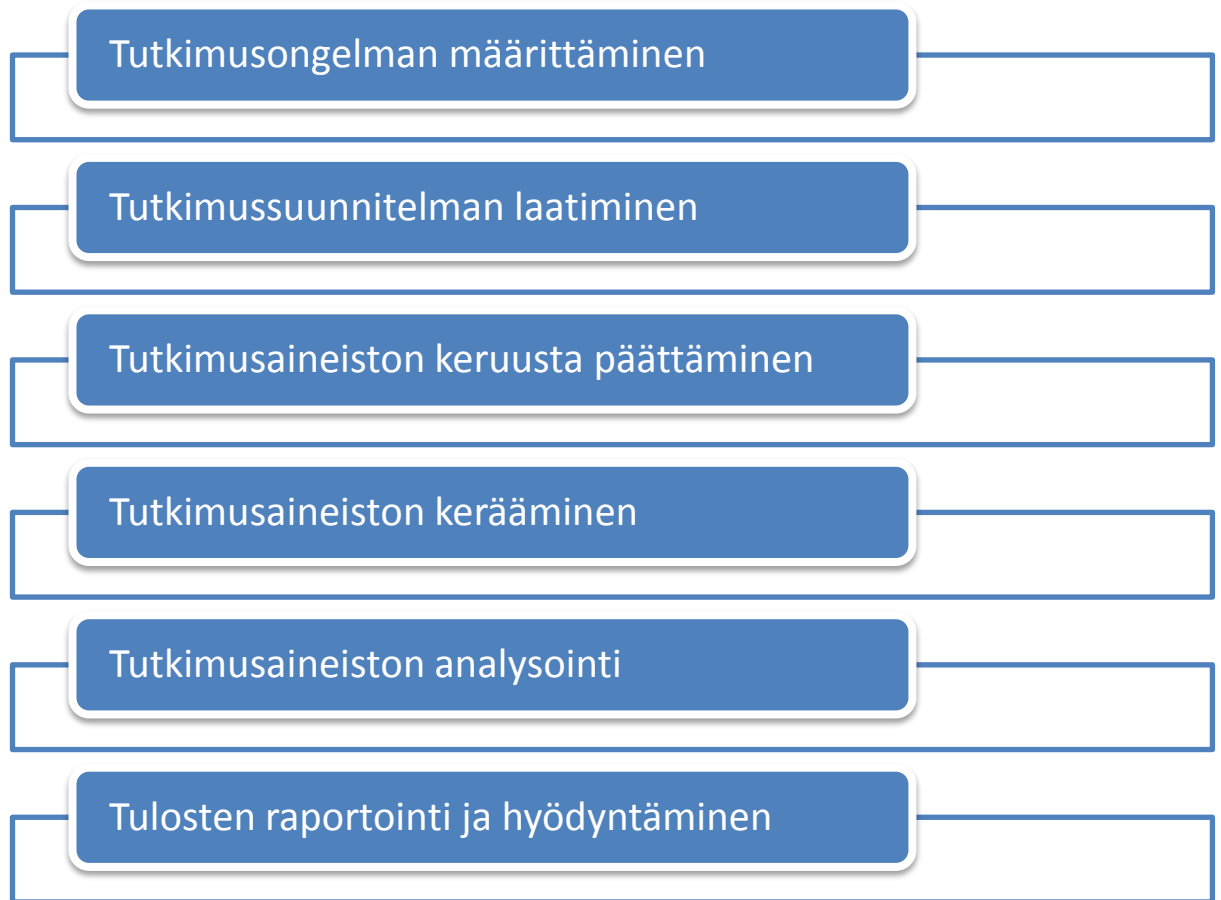 Tutkimusongelman määrittäminen
Tutkimussuunnitelman laatiminen
Tutkimusaineiston keruusta päättäminen
Tutkimusaineiston kerääminen
Tutkimusaineiston analysointi
Tulosten raportointi ja hyödyntäminen